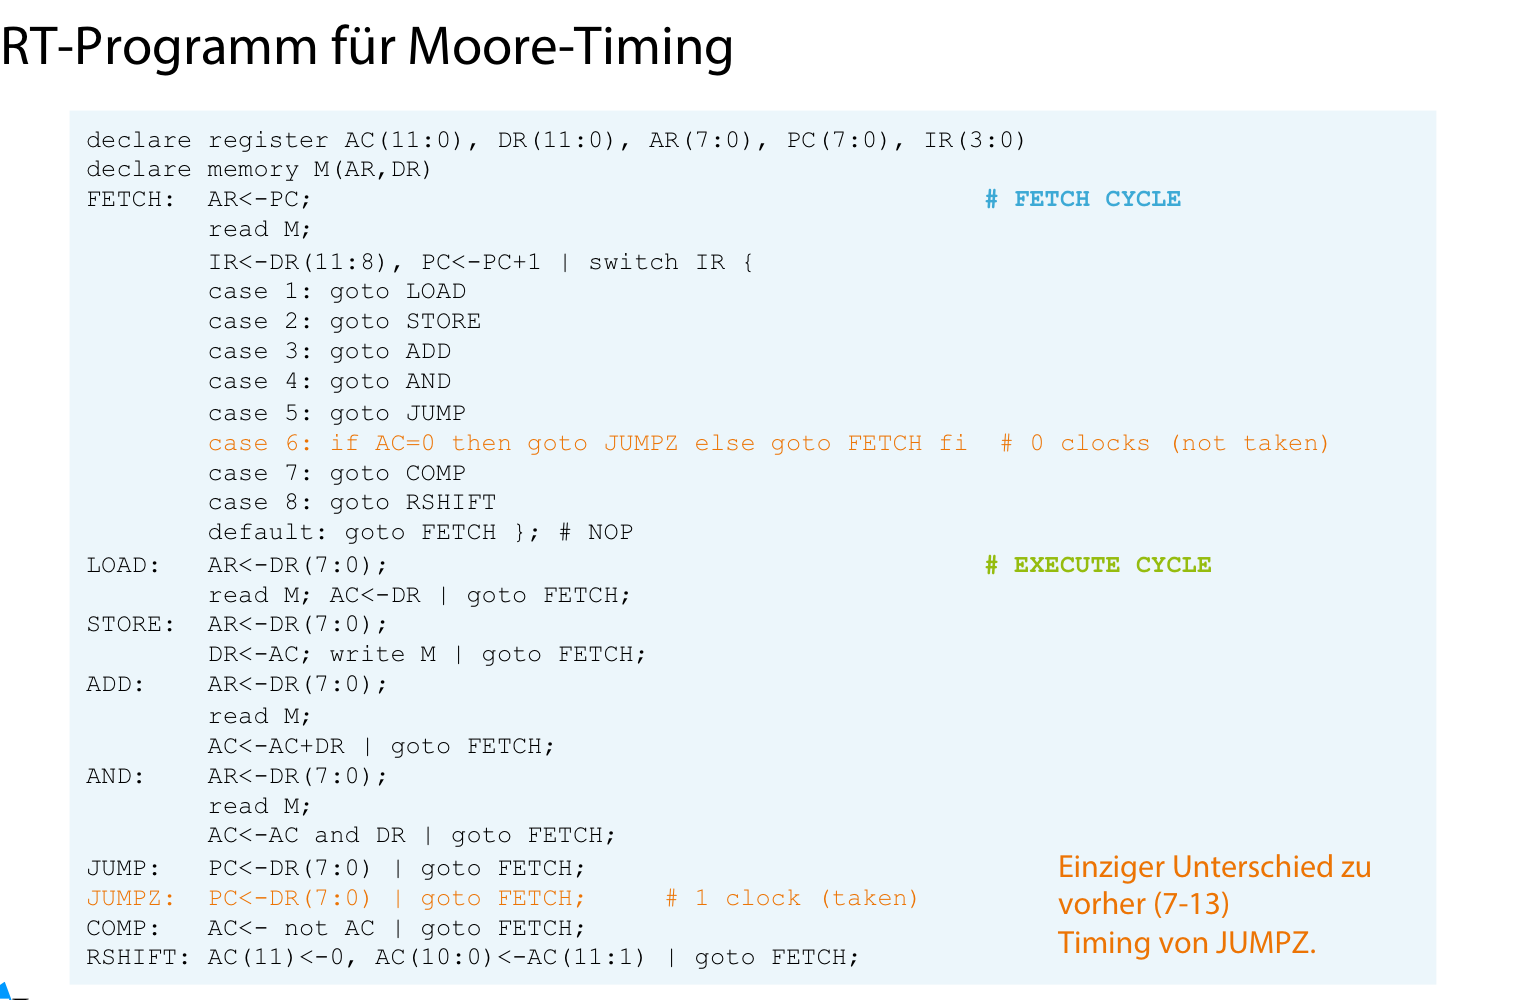 RT-Programm für Moore-Timing
declare register AC(11:0), DR(11:0), AR(7:0), PC(7:0), IR(3:0)
declare memory M(AR,DR)
FETCH:  AR<-PC;                                            # FETCH CYCLE
        read M;
        IR<-DR(11:8), PC<-PC+1 | switch IR {
        case 1: goto LOAD
        case 2: goto STORE
        case 3: goto ADD
        case 4: goto AND
        case 5: goto JUMP
        case 6: if AC=0 then goto JUMPZ else goto FETCH fi  # 0 clocks (not taken)
        case 7: goto COMP
        case 8: goto RSHIFT
        default: goto FETCH }; # NOP
LOAD:   AR<-DR(7:0);                                       # EXECUTE CYCLE
        read M; AC<-DR | goto FETCH;
STORE:  AR<-DR(7:0);
        DR<-AC; write M | goto FETCH;
ADD:    AR<-DR(7:0);
        read M;
        AC<-AC+DR | goto FETCH;
AND:    AR<-DR(7:0);
        read M;
        AC<-AC and DR | goto FETCH;
JUMP:   PC<-DR(7:0) | goto FETCH;
JUMPZ:  PC<-DR(7:0) | goto FETCH;     # 1 clock (taken)
COMP:   AC<- not AC | goto FETCH;
RSHIFT: AC(11)<-0, AC(10:0)<-AC(11:1) | goto FETCH;
Einziger Unterschied zu
vorher (7-13)
Timing von JUMPZ.